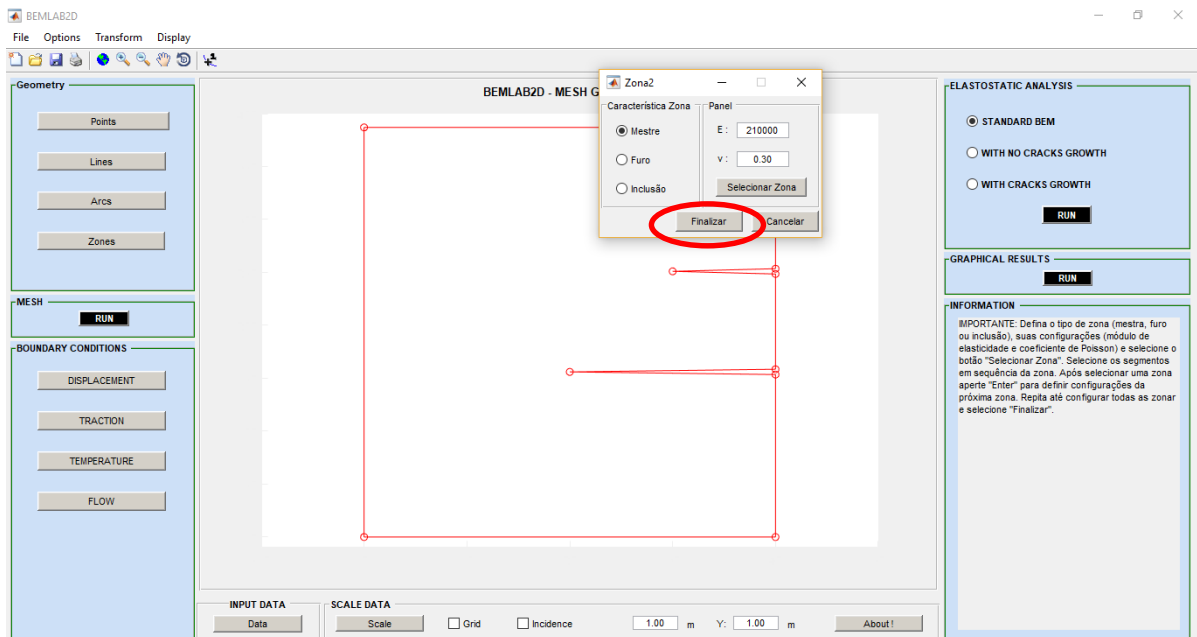 BEMLAB2D
File Options Transform Display
Geometry
Points
Lines
Arcs
Zones
MESH
RUN
BOUNDARY CONDITIONS
DISPLACEMENT
TRACTION
TEMPERATURE
FLOW
BEMLAB2D - MESH G
Zona2
Característica Zona
Mestre
Furo
Inclusão
Panel
E : 210000
v : 0.30
Selecionar Zona
Finalizar
Cancelar
INPUT DATA
Data
SCALE DATA
Scale
Grid
Incidence
1.00 m Y: 1.00 m
About !
ELASTOSTATIC ANALYSIS
STANDARD BEM
WITH NO CRACKS GROWTH
WITH CRACKS GROWTH
RUN
GRAPHICAL RESULTS
RUN
INFORMATION
IMPORTANTE: Defina o tipo de zona (mestra, furo
ou inclusão), suas configurações (módulo de
elasticidade e coeficiente de Poisson) e selecione o
botão "Selecionar Zona". Selecione os segmentos
em sequência da zona. Após selecionar uma zona
aperte "Enter" para definir configurações da
próxima zona. Repita até configurar todas as zonar
e selecione "Finalizar".